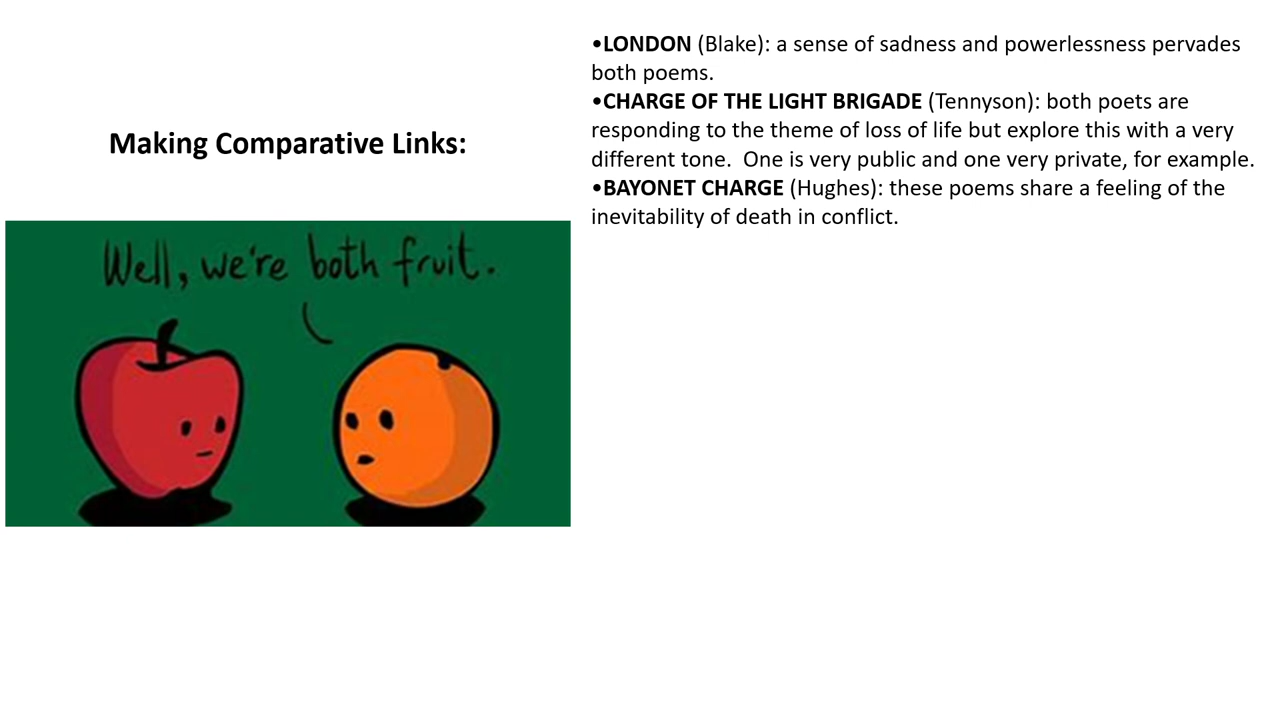 Making Comparative Links:
Well, we're both fruit.
•LONDON (Blake): a sense of sadness and powerlessness pervades
both poems.
•CHARGE OF THE LIGHT BRIGADE (Tennyson): both poets are
responding to the theme of loss of life but explore this with a very
different tone.  One is very public and one very private, for example.
•BAYONET CHARGE (Hughes): these poems share a feeling of the
inevitability of death in conflict.